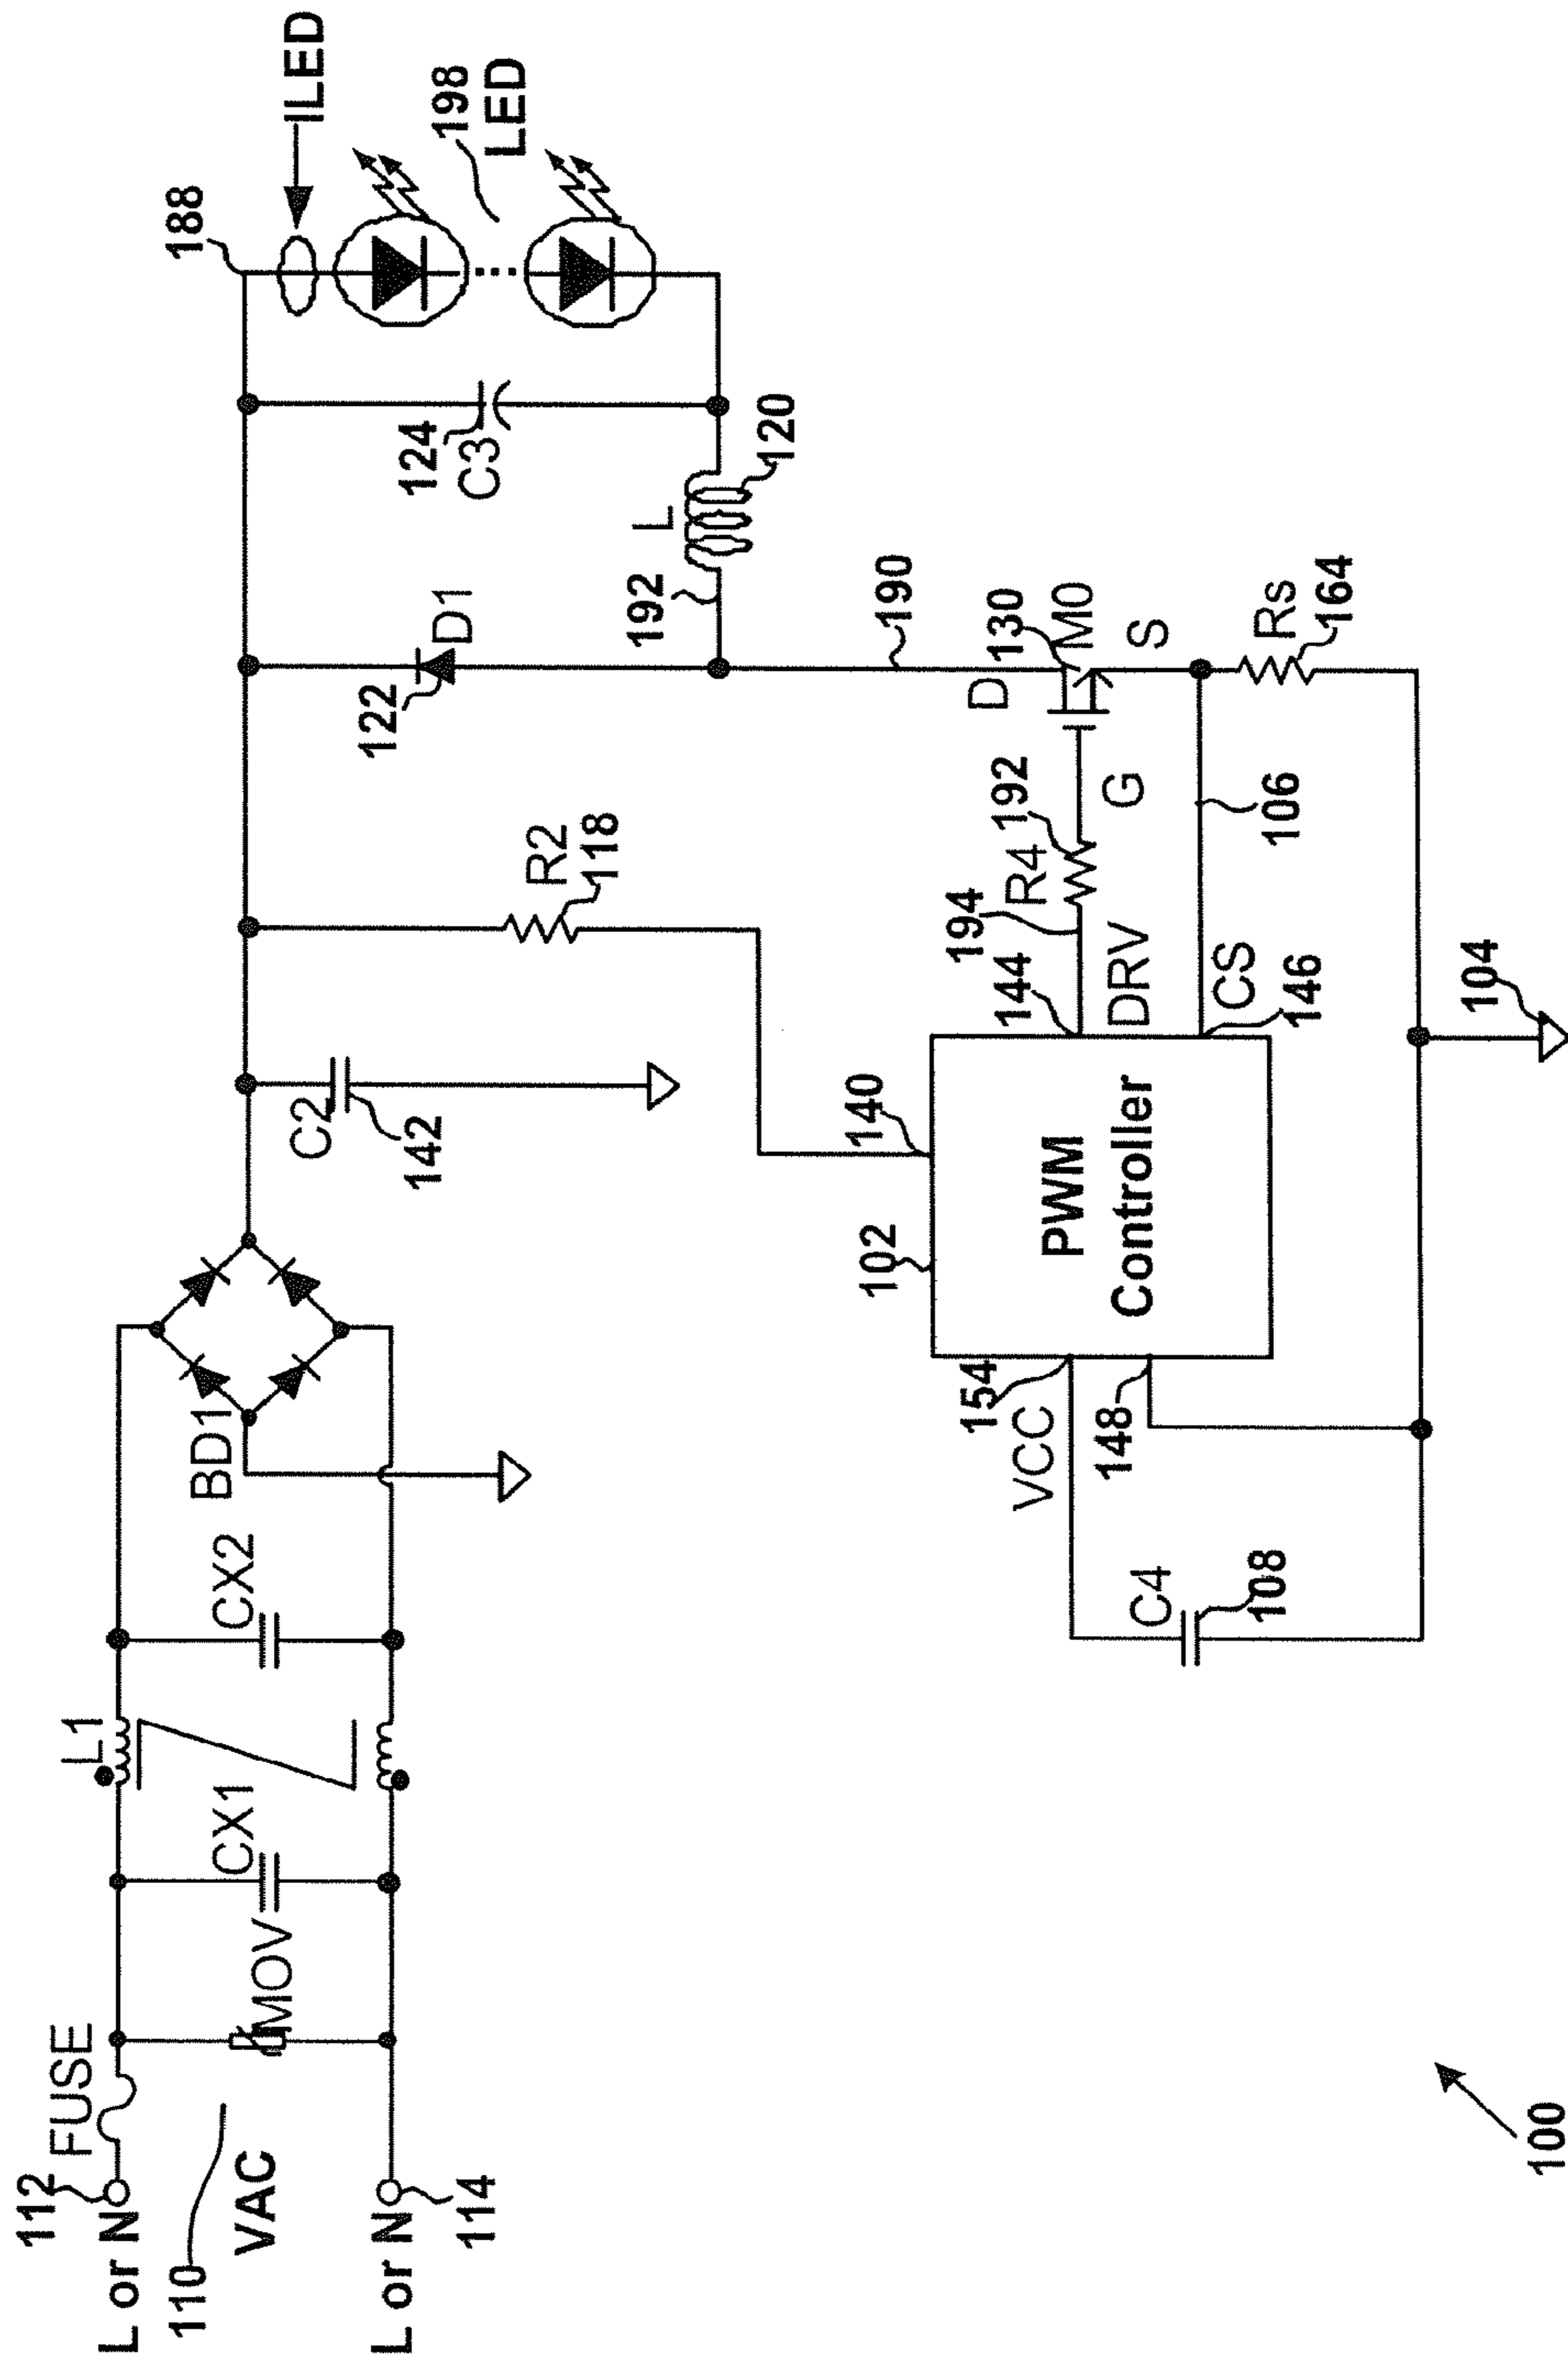 112
FUSE
L or N
110
VAC
MOV
CX1
L1
CX2
BD1
L or N
114
C2
142
R2
118
122
D1
192
L
120
124
C3
188
ILED
198
LED
190
102
140
PWM
Controller
154
VCC
148
C4
108
144
194
DRV
R4
192
G
D
130
M0
S
CS
146
106
Rs
164
104
100